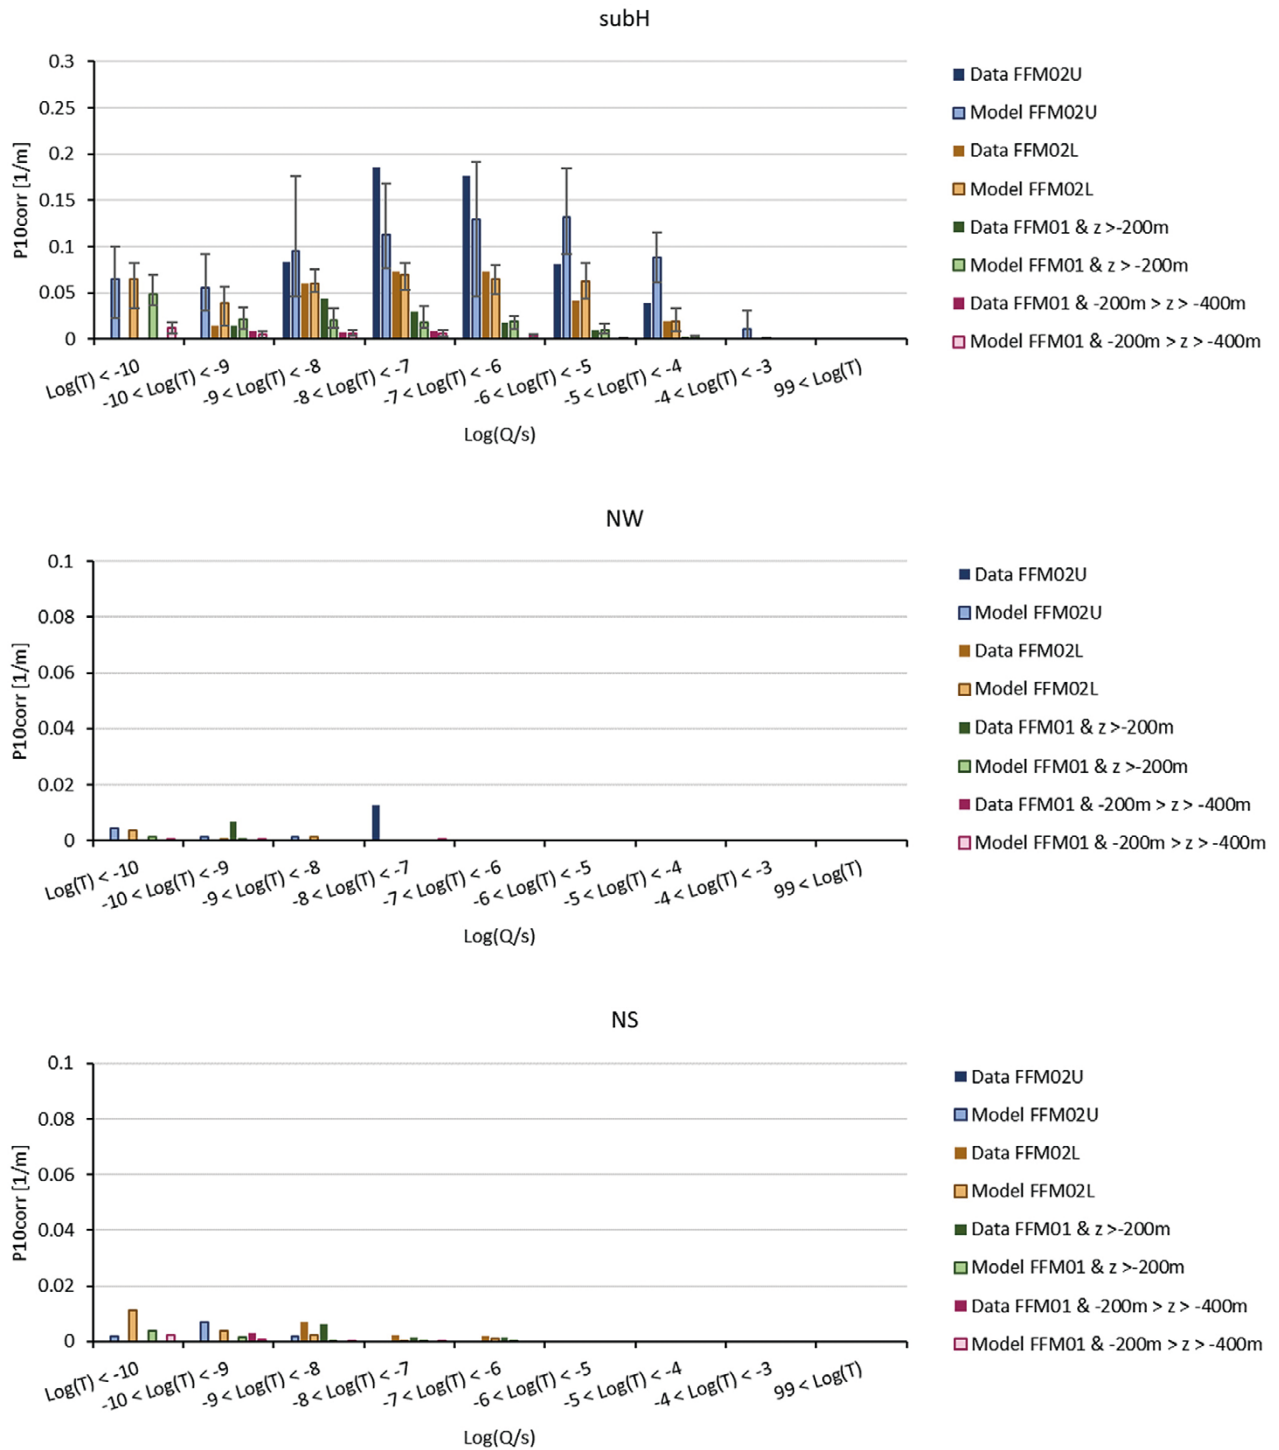 subH
0.3
0.25
0.2
0.15
0.1
0.05
0
P10corr [1/m]
Log(T) < -10
-10 < Log(T) < -9
-9 < Log(T) < -8
-8 < Log(T) < -7
-7 < Log(T) < -6
-6 < Log(T) < -5
-5 < Log(T) < -4
-4 < Log(T) < -3
99 < Log(T)
Log(Q/s)
Data FFM02U
Model FFM02U
Data FFM02L
Model FFM02L
Data FFM01 & z >-200m
Model FFM01 & z > -200m
Data FFM01 & -200m > z > -400m
Model FFM01 & -200m > z > -400m
NW
0.1
0.08
0.06
0.04
0.02
0
P10corr [1/m]
Log(T) < -10
-10 < Log(T) < -9
-9 < Log(T) < -8
-8 < Log(T) < -7
-7 < Log(T) < -6
-6 < Log(T) < -5
-5 < Log(T) < -4
-4 < Log(T) < -3
99 < Log(T)
Log(Q/s)
Data FFM02U
Model FFM02U
Data FFM02L
Model FFM02L
Data FFM01 & z >-200m
Model FFM01 & z >-200m
Data FFM01 & -200m > z > -400m
Model FFM01 & -200m > z > -400m
NS
0.1
0.08
0.06
0.04
0.02
0
P10corr [1/m]
Log(T) < -10
-10 < Log(T) < -9
-9 < Log(T) < -8
-8 < Log(T) < -7
-7 < Log(T) < -6
-6 < Log(T) < -5
-5 < Log(T) < -4
-4 < Log(T) < -3
99 < Log(T)
Log(Q/s)
Data FFM02U
Model FFM02U
Data FFM02L
Model FFM02L
Data FFM01 & z >-200m
Model FFM01 & z >-200m
Data FFM01 & -200m > z > -400m
Model FFM01 & -200m > z > -400m